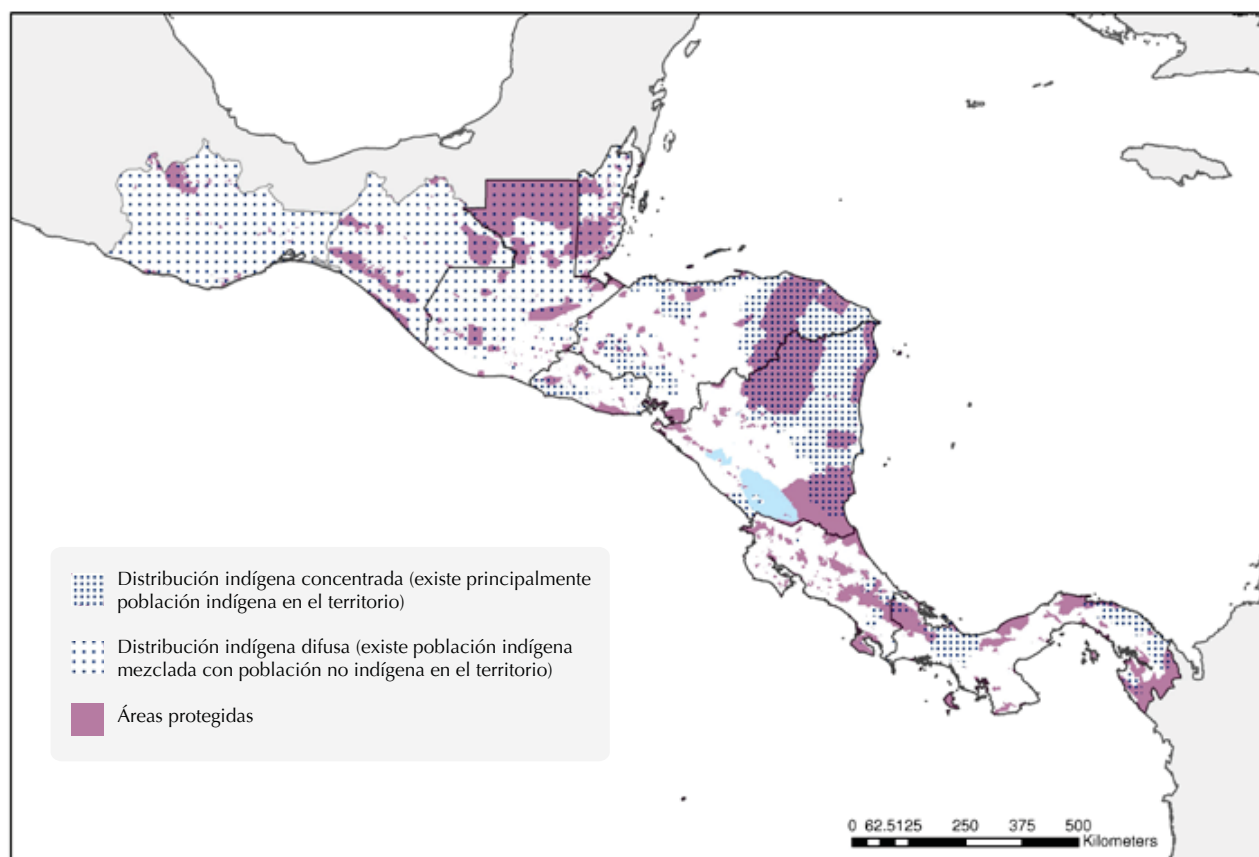 Distribución indígena concentrada (existe principalmente
población indígena en el territorio)
Distribución indígena difusa (existe población indígena
mezclada con población no indígena en el territorio)
Áreas protegidas
0 62.5125 250 375 500
Kilometers